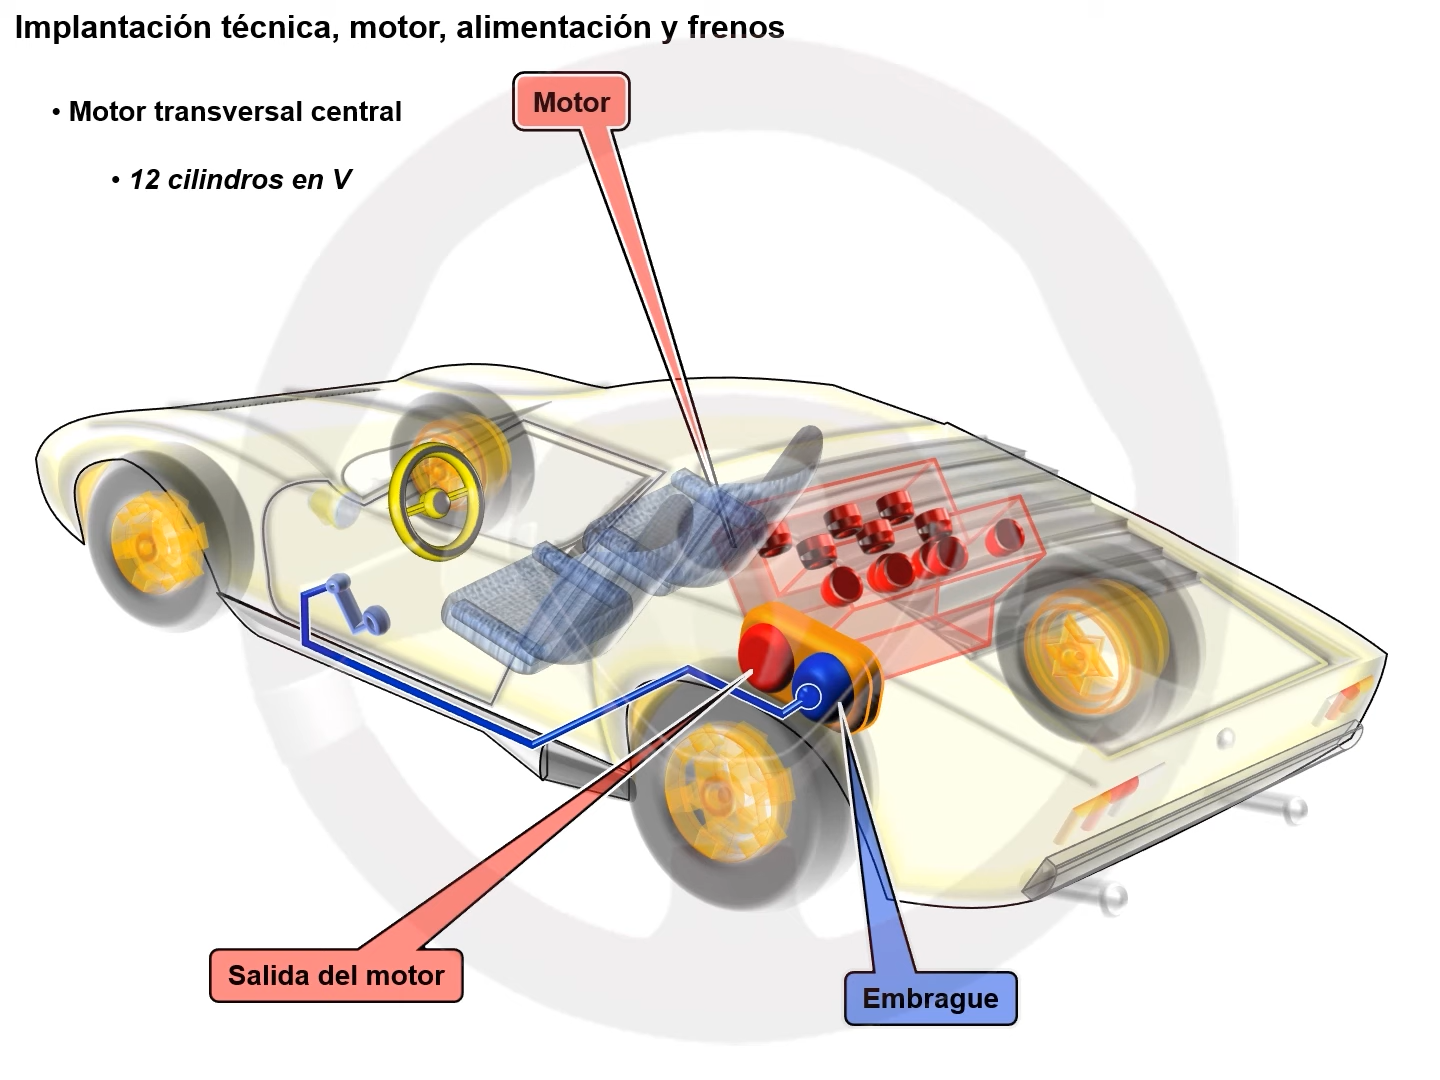 Implantación técnica, motor, alimentación y frenos
• Motor transversal central
• 12 cilindros en V
Motor
Salida del motor
Embrague